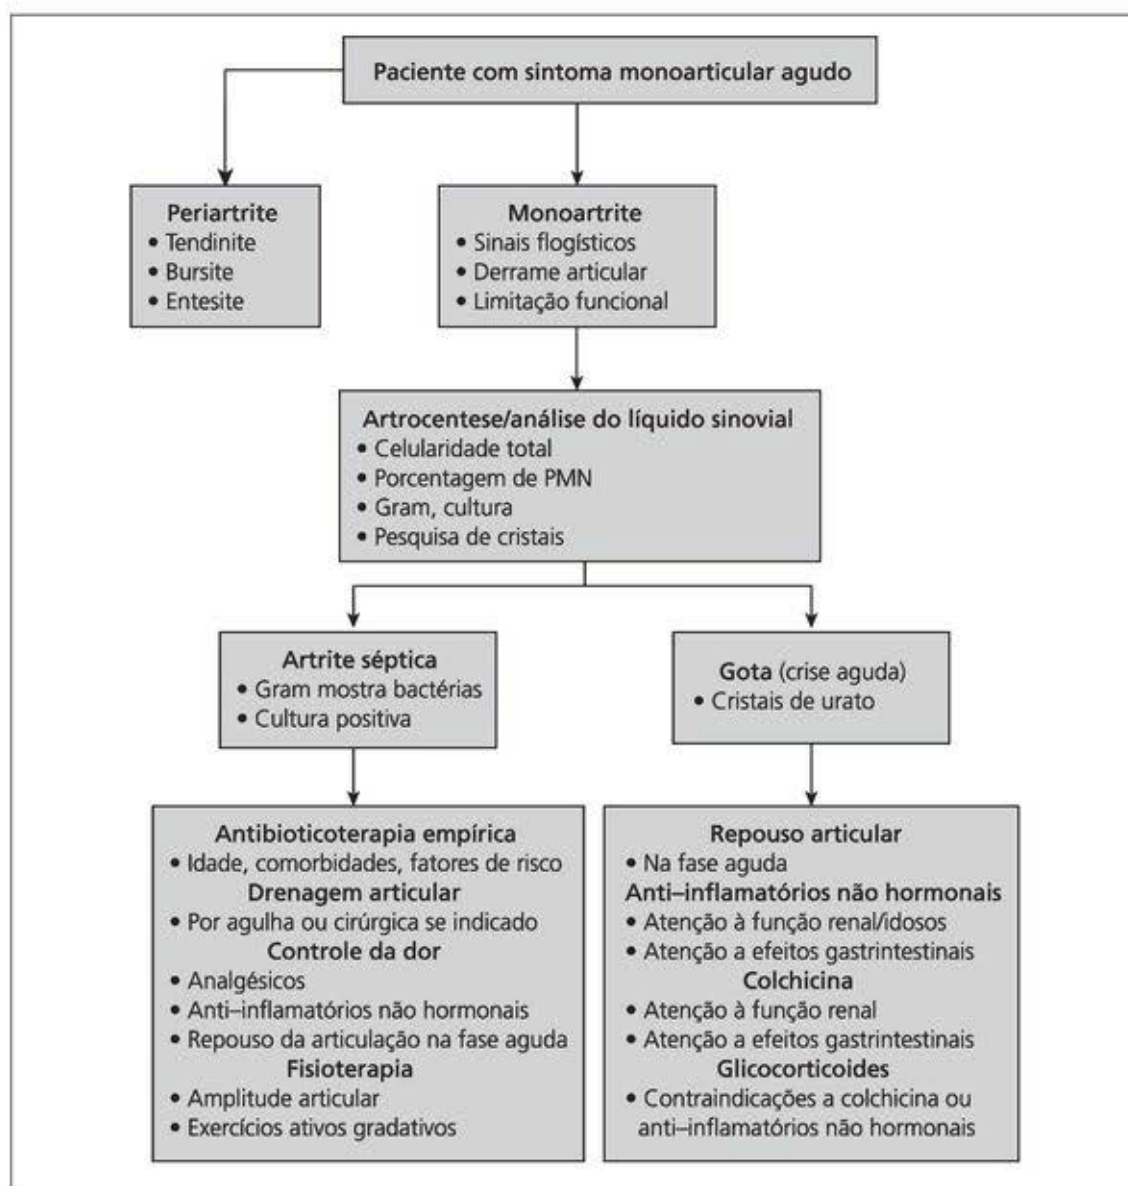 Paciente com sintoma monoarticular agudo
Periartrite
• Tendinite
• Bursite
• Entesite
Monoartrite
• Sinais flogísticos
• Derrame articular
• Limitação funcional
Artrocentese/análise do líquido sinovial
• Celularidade total
• Porcentagem de PMN
• Gram, cultura
• Pesquisa de cristais
Artrite séptica
• Gram mostra bactérias
• Cultura positiva
Gota (crise aguda)
• Cristais de urato
Antibioticoterapia empírica
• Idade, comorbidades, fatores de risco
Drenagem articular
• Por agulha ou cirúrgica se indicado
Controle da dor
• Analgésicos
• Anti–inflamatórios não hormonais
• Repouso da articulação na fase aguda
Fisioterapia
• Amplitude articular
• Exercícios ativos gradativos
Repouso articular
• Na fase aguda
Anti–inflamatórios não hormonais
• Atenção à função renal/idosos
• Atenção a efeitos gastrintestinais
Colchicina
• Atenção à função renal
• Atenção a efeitos gastrintestinais
Glicocorticoides
• Contraindicações a colchicina ou
anti–inflamatórios não hormonais